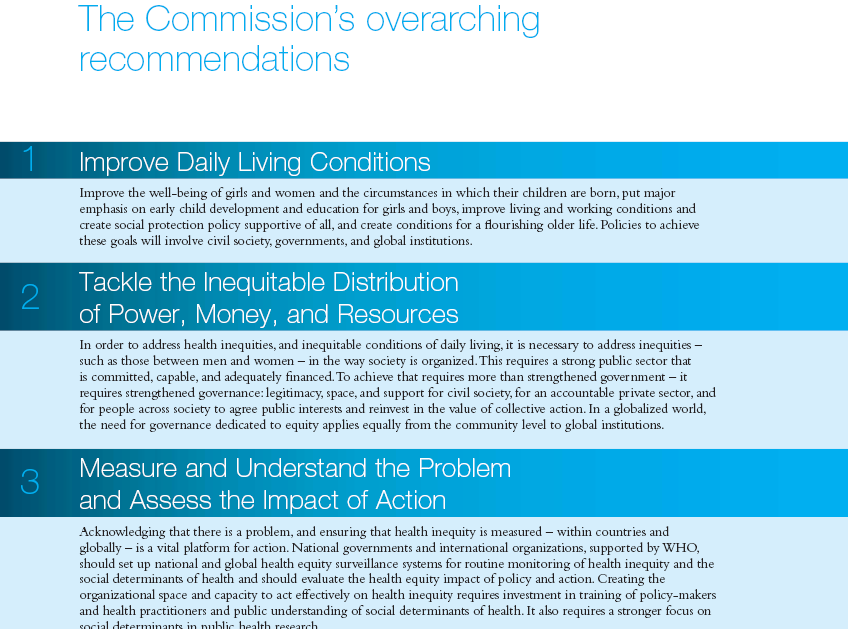 The Commission's overarching
recommendations
1 Improve Daily Living Conditions
Improve the well-being of girls and women and the circumstances in which their children are born, put major
emphasis on early child development and education for girls and boys, improve living and working conditions and
create social protection policy supportive of all, and create conditions for a flourishing older life. Policies to achieve
these goals will involve civil society, governments, and global institutions.
2 Tackle the Inequitable Distribution
of Power, Money, and Resources
In order to address health inequities, and inequitable conditions of daily living, it is necessary to address inequities –
such as those between men and women – in the way society is organized. This requires a strong public sector that
is committed, capable, and adequately financed. To achieve that requires more than strengthened government – it
requires strengthened governance: legitimacy, space, and support for civil society, for an accountable private sector, and
for people across society to agree public interests and reinvest in the value of collective action. In a globalized world,
the need for governance dedicated to equity applies equally from the community level to global institutions.
3 Measure and Understand the Problem
and Assess the Impact of Action
Acknowledging that there is a problem, and ensuring that health inequity is measured – within countries and
globally – is a vital platform for action. National governments and international organizations, supported by WHO,
should set up national and global health equity surveillance systems for routine monitoring of health inequity and the
social determinants of health and should evaluate the health equity impact of policy and action. Creating the
organizational space and capacity to act effectively on health inequity requires investment in training of policy-makers
and health practitioners and public understanding of social determinants of health. It also requires a stronger focus on
social determinants in public health research.